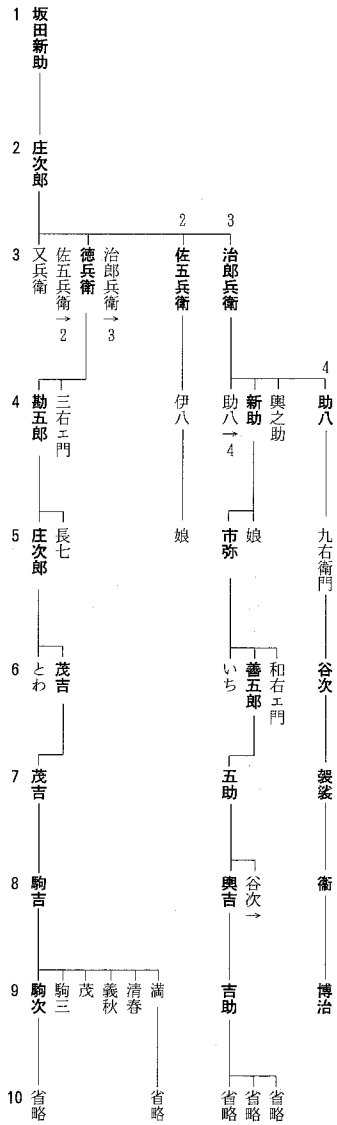 1 坂田新助
2 庄次郎
2 3
3 又兵衛 佐五兵衛→2 徳兵衛 治郎兵衛→3 佐五兵衛 治郎兵衛
4
4 勘五郎 三右エ門 伊八 助八→4 新助 輿之助 助八
5 庄次郎 長七 娘 市弥 娘 九右衛門
6 とわ 茂吉 いち 善五郎 和右エ門 谷次
7 茂吉 五助 袈裟
8 駒吉 輿吉 谷次→ 衛
9 駒次 駒三 茂 義秋 清春 満 吉助 博治
10 省略 省略 省略 省略 省略